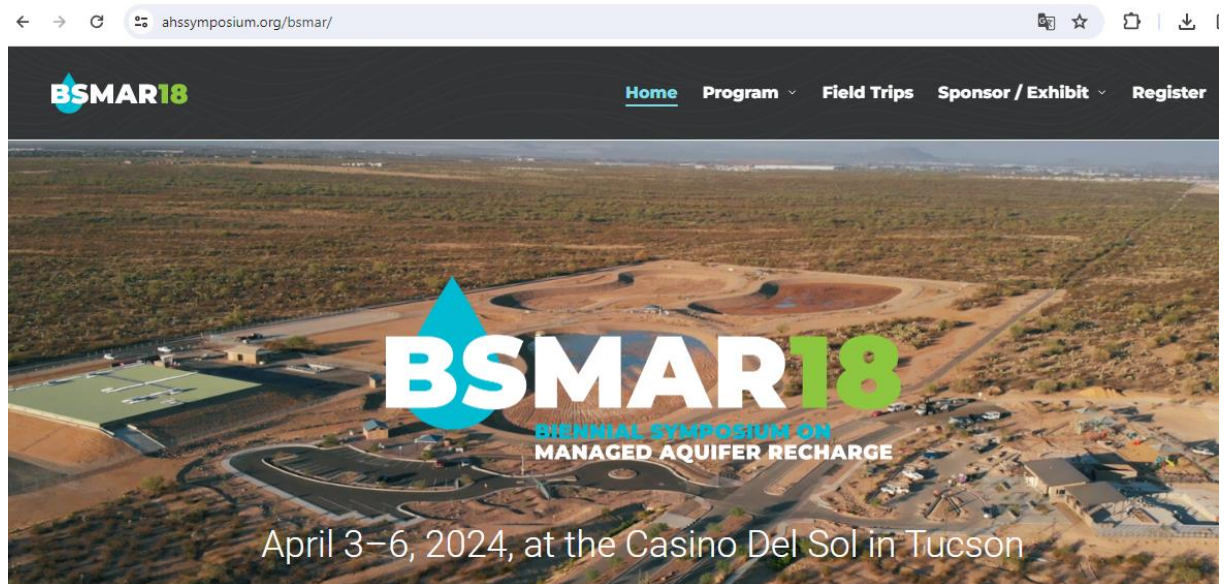 ahssymposium.org/bsmar/
BSMAR18
Home Program Field Trips Sponsor / Exhibit Register
BSMAR18
BIENNIAL SYMPOSIUM ON
MANAGED AQUIFER RECHARGE
April 3–6, 2024, at the Casino Del Sol in Tucson